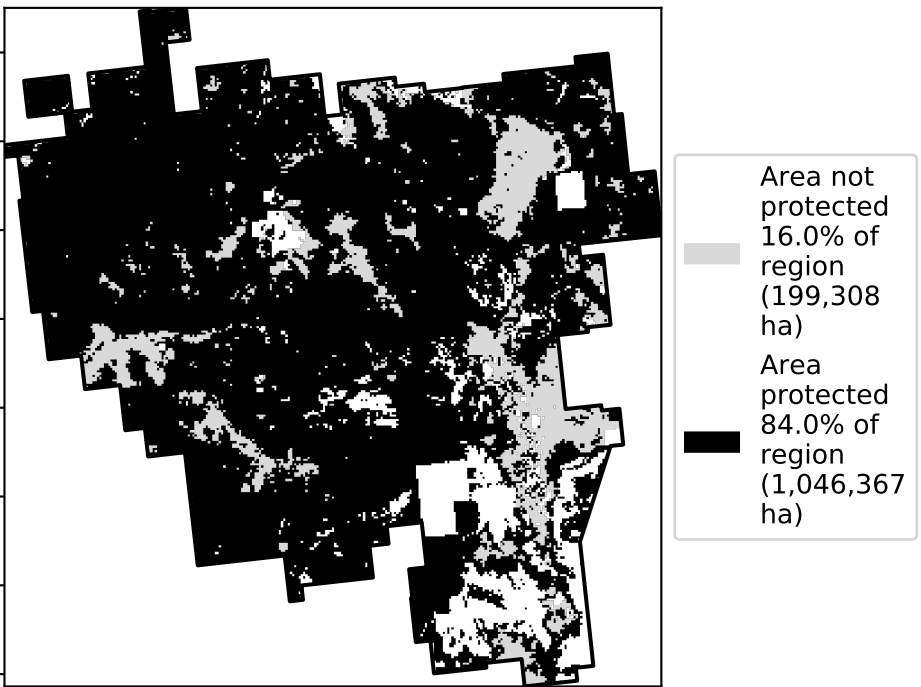 Area not
protected
16.0% of
region
(199,308
ha)
Area
protected
84.0% of
region
(1,046,367
ha)